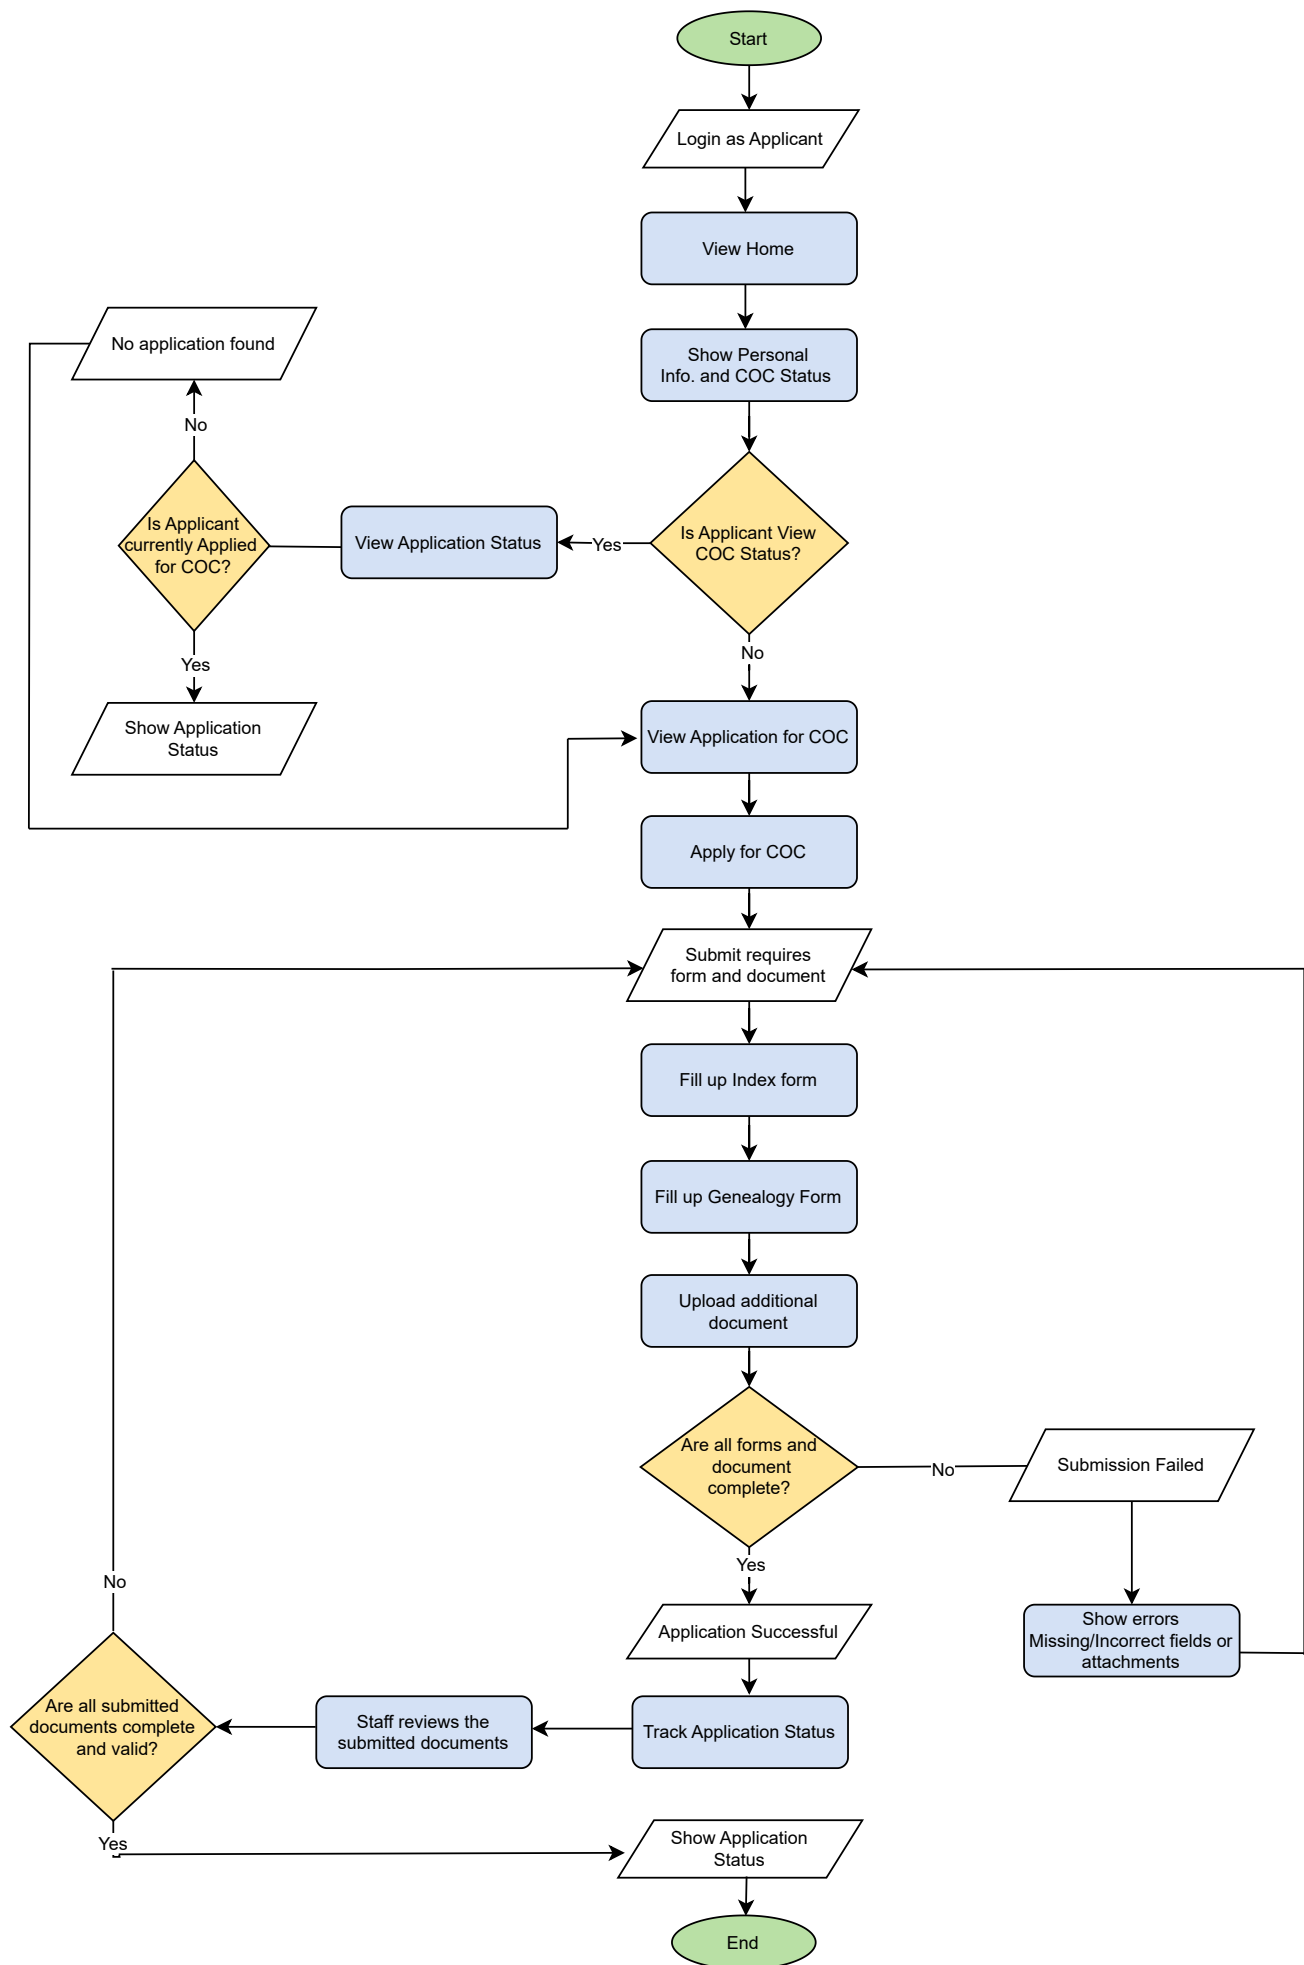 Start
Login as Applicant
View Home
Show Personal
Info. and COC Status
No application found
No
Is Applicant
currently Applied
for COC?
View Application Status
Yes
Is Applicant View
COC Status?
Yes
No
Show Application
Status
View Application for COC
Apply for COC
Submit requires
form and document
Fill up Index form
Fill up Genealogy Form
Upload additional
document
Are all forms and
document
complete?
No
Submission Failed
Yes
No
Application Successful
Show errors
Missing/Incorrect fields or
attachments
Are all submitted
documents complete
and valid?
Staff reviews the
submitted documents
Track Application Status
Yes
Show Application
Status
End